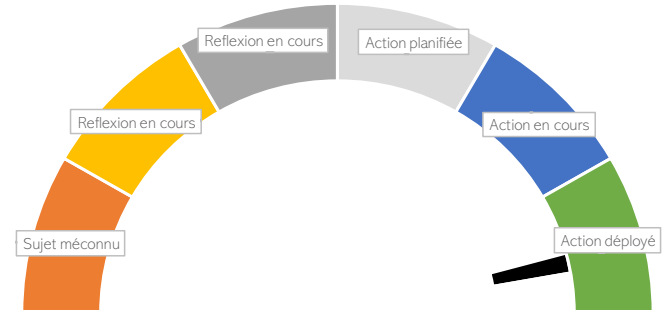 Sujet méconnu
Reflexion en cours
Reflexion en cours
Action planifiée
Action en cours
Action déployé